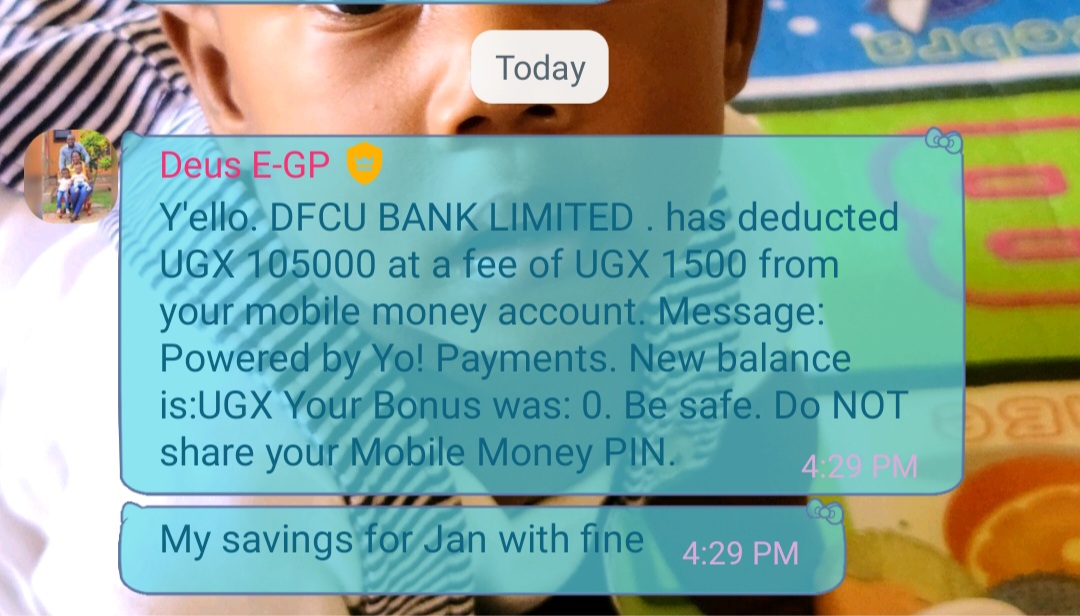 Today
Deus E-GP
Y'ello. DFCU BANK LIMITED . has deducted
UGX 105000 at a fee of UGX 1500 from
your mobile money account. Message:
Powered by Yo! Payments. New balance
is:UGX Your Bonus was: 0. Be safe. Do NOT
share your Mobile Money PIN.
4:29 PM
My savings for Jan with fine
4:29 PM